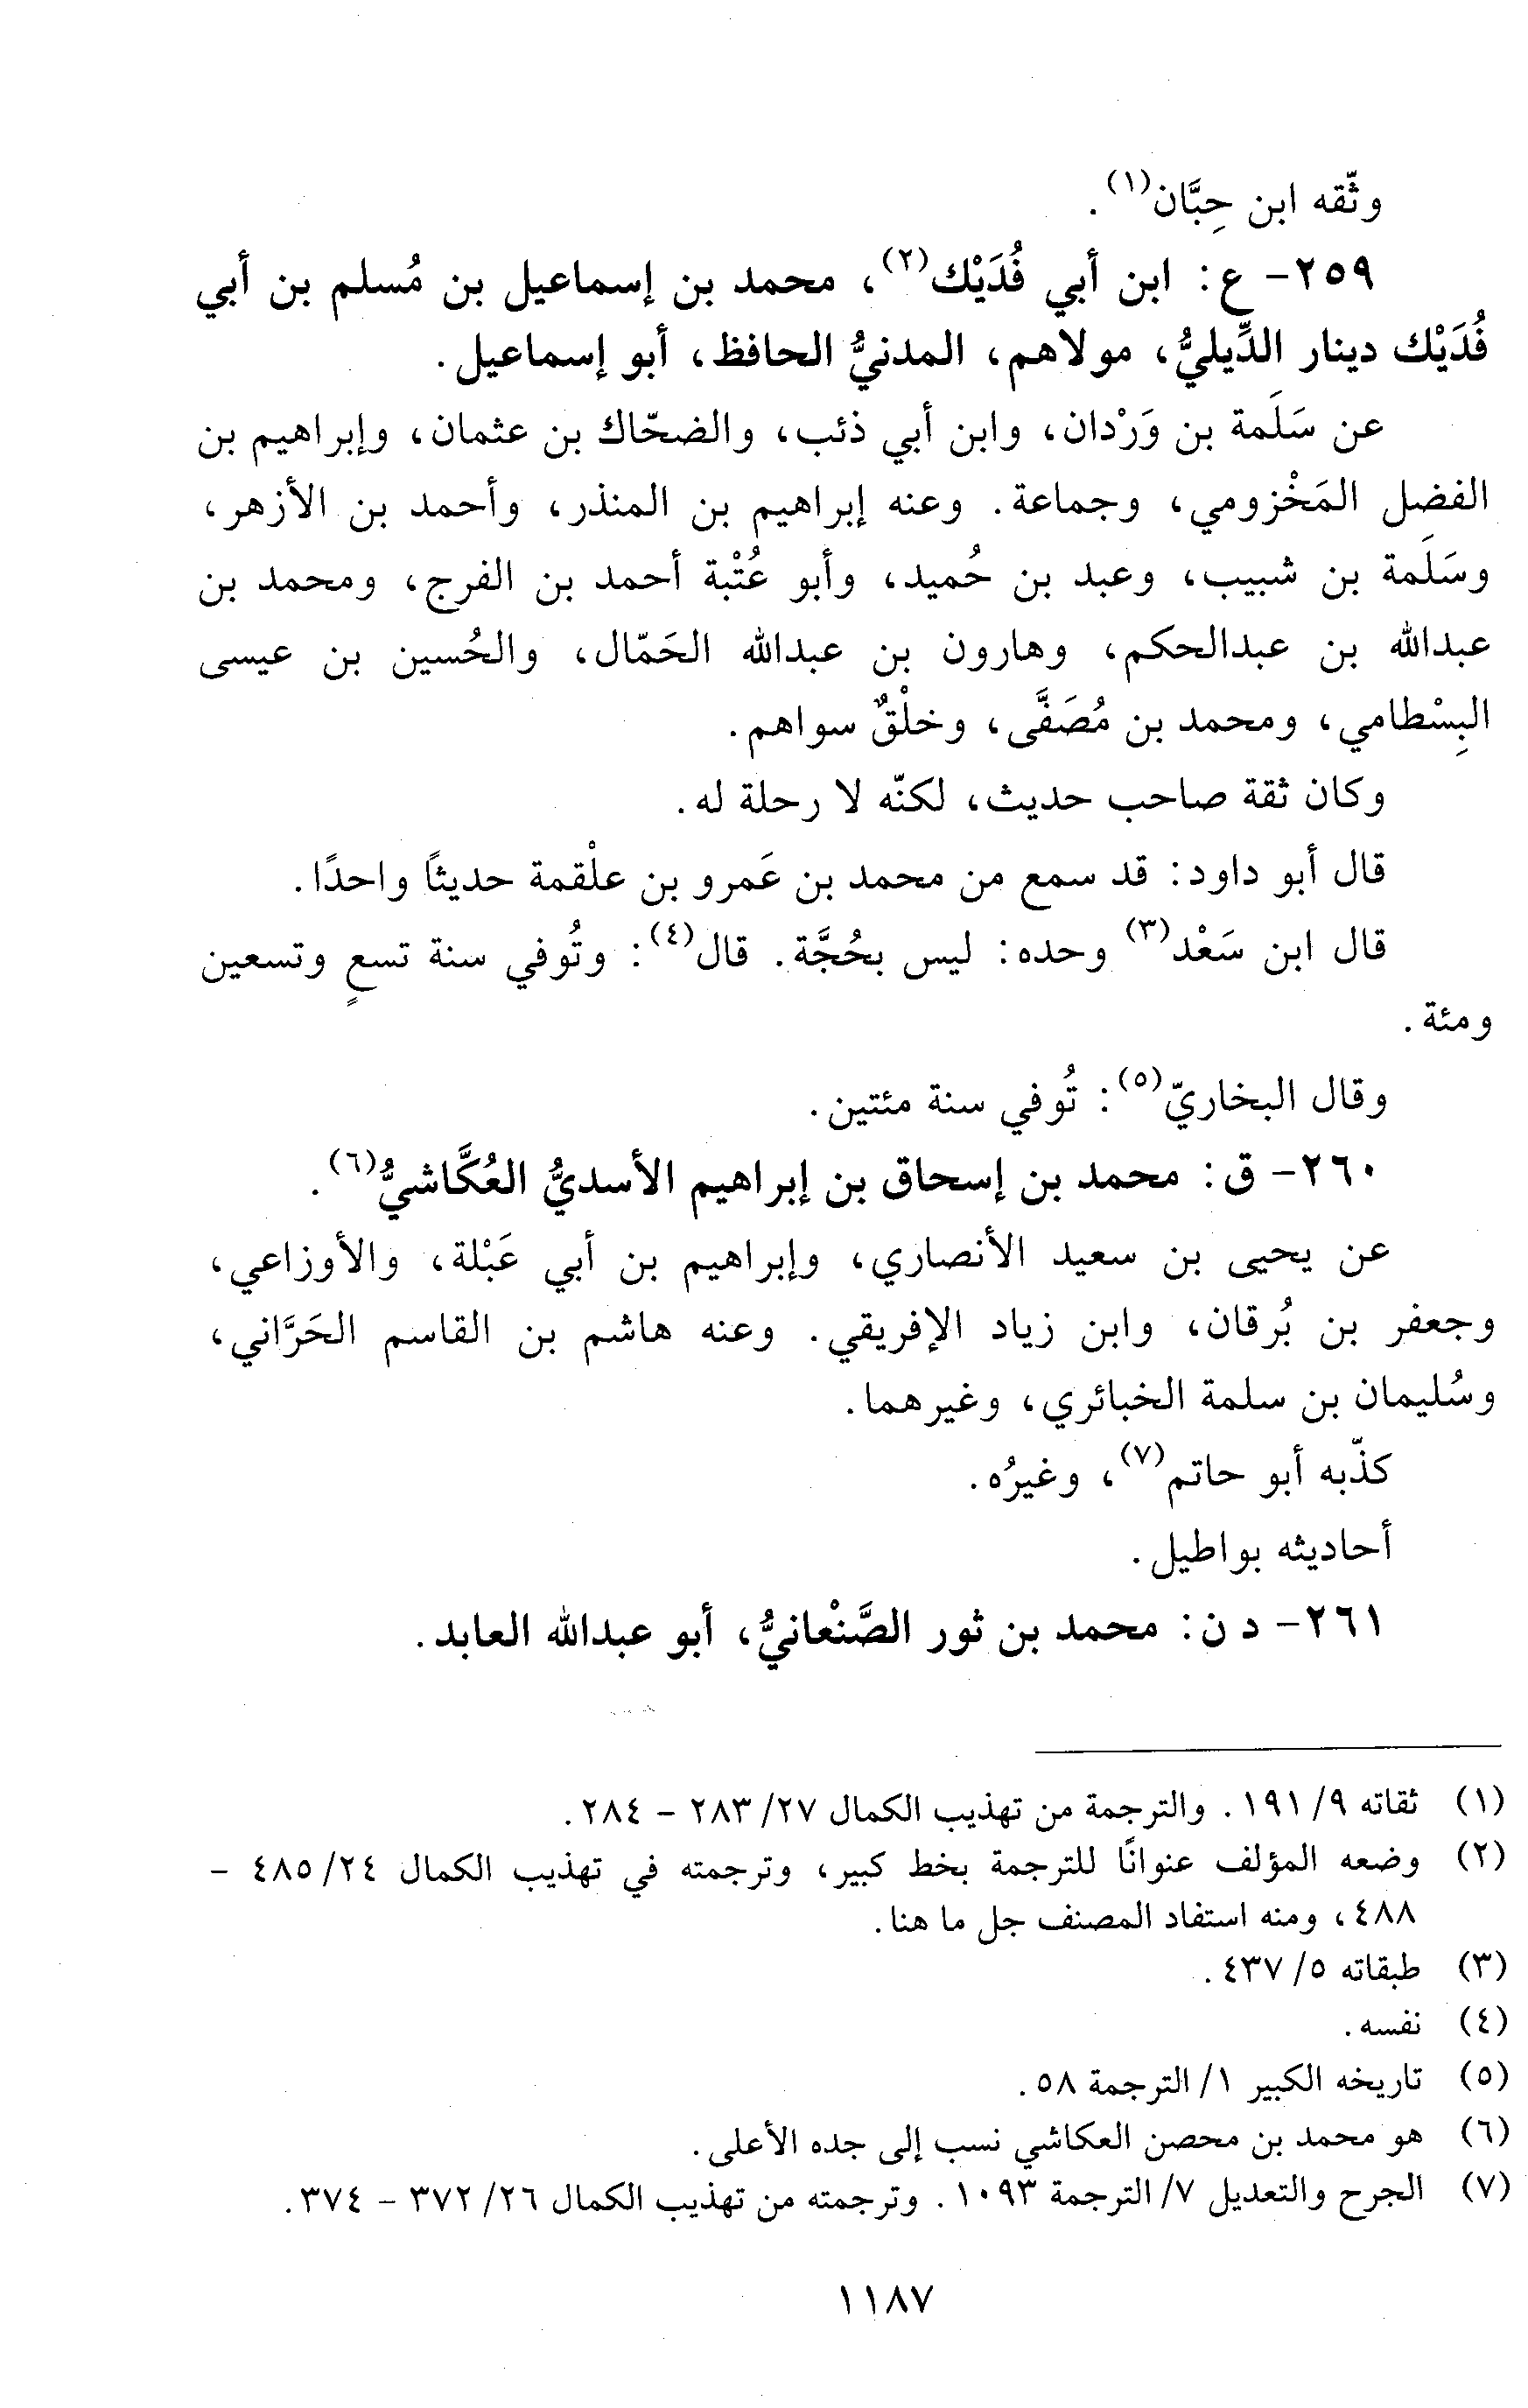 وثّقه ابن حِبَّان(١).
٢٥٩- ع: ابن أبي فُدَيْك(٢)، محمد بن إسماعيل بن مُسلم بن أبي
فُدَيْك دينار الدِّيليُّ، مولاهم، المدنيُّ الحافظ، أبو إسماعيل.
عن سَلَمة بن وَرْدان، وابن أبي ذئب، والضحّاك بن عثمان، وإبراهيم بن
الفضل المَخْزومي، وجماعة. وعنه إبراهيم بن المنذر، وأحمد بن الأزهر،
وسَلَمة بن شبيب، وعبد بن حُميد، وأبو عُتْبة أحمد بن الفرج، ومحمد بن
عبدالله بن عبدالحكم، وهارون بن عبدالله الحَمّال، والحُسين بن عيسى
البِسْطامي، ومحمد بن مُصَفَّى، وخلْقٌ سواهم.
وكان ثقة صاحب حديث، لكنّه لا رحلة له.
قال أبو داود: قد سمع من محمد بن عَمرو بن علْقمة حديثًا واحدًا.
قال ابن سَعْد(٣) وحده: ليس بحُجَّة. قال(٤): وتُوفي سنة تسعٍ وتسعين
ومئة.
وقال البخاريّ(٥): تُوفي سنة مئتين.
٢٦٠- ق: محمد بن إسحاق بن إبراهيم الأسديُّ العُكَّاشيُّ(٦).
عن يحيى بن سعيد الأنصاري، وإبراهيم بن أبي عَبْلة، والأوزاعي،
وجعفر بن بُرقان، وابن زياد الإفريقي. وعنه هاشم بن القاسم الحَرَّاني،
وسُليمان بن سلمة الخبائري، وغيرهما.
كذّبه أبو حاتم(٧)، وغيرُه.
أحاديثه بواطيل.
٢٦١- د ن: محمد بن ثور الصَّنْعانيُّ، أبو عبدالله العابد.
(١) ثقاته ٩/ ١٩١. والترجمة من تهذيب الكمال ٢٧/ ٢٨٣ - ٢٨٤.
(٢) وضعه المؤلف عنوانًا للترجمة بخط كبير، وترجمته في تهذيب الكمال ٢٤/ ٤٨٥ -
٤٨٨، ومنه استفاد المصنف جل ما هنا.
(٣) طبقاته ٥/ ٤٣٧.
(٤) نفسه.
(٥) تاريخه الكبير ١/ الترجمة ٥٨.
(٦) هو محمد بن محصن العكاشي نسب إلى جده الأعلى.
(٧) الجرح والتعديل ٧/ الترجمة ١٠٩٣. وترجمته من تهذيب الكمال ٢٦/ ٣٧٢ - ٣٧٤.
١١٨٧